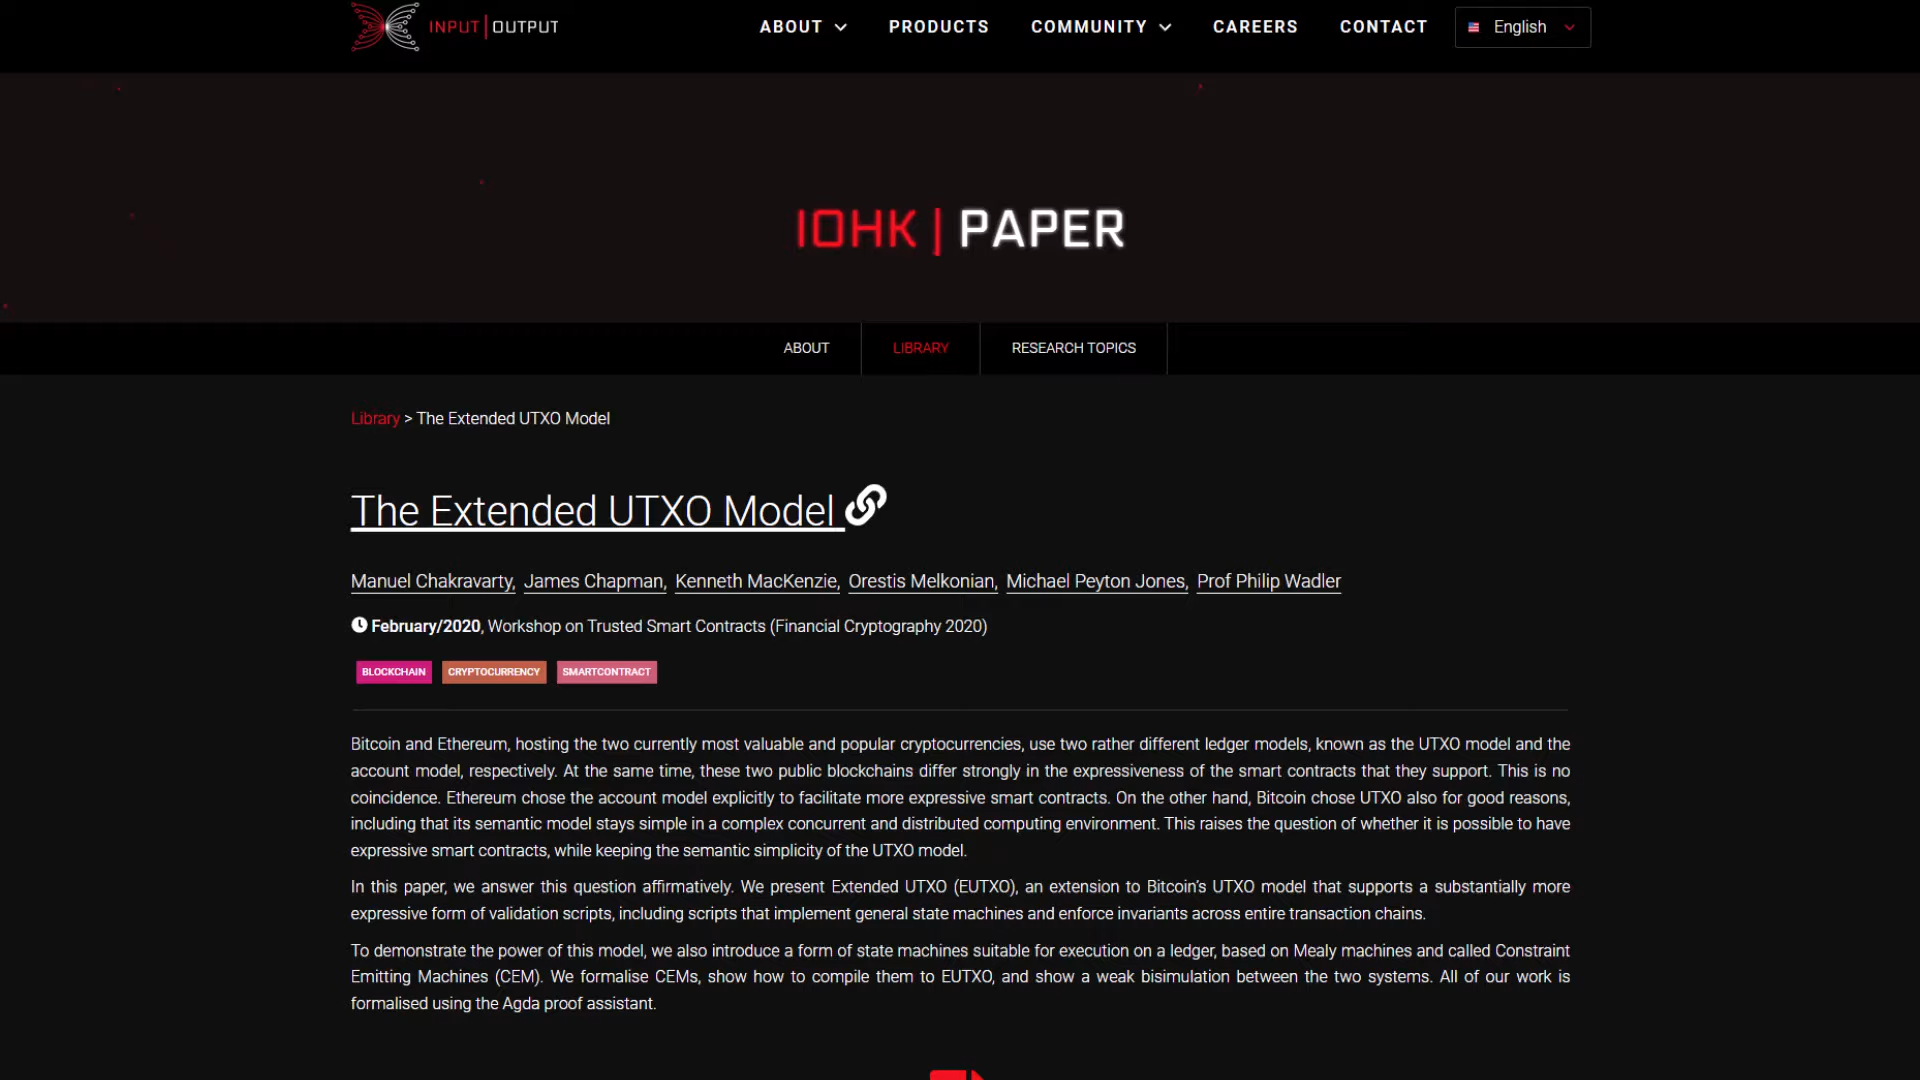 INPUT | OUTPUT
ABOUT
PRODUCTS
COMMUNITY
CAREERS
CONTACT
English
IOHK | PAPER
ABOUT
LIBRARY
RESEARCH TOPICS
Library > The Extended UTXO Model
The Extended UTXO Model
Manuel Chakravarty, James Chapman, Kenneth MacKenzie, Orestis Melkonian, Michael Peyton Jones, Prof Philip Wadler
February/2020, Workshop on Trusted Smart Contracts (Financial Cryptography 2020)
BLOCKCHAIN CRYPTOCURRENCY SMARTCONTRACT
Bitcoin and Ethereum, hosting the two currently most valuable and popular cryptocurrencies, use two rather different ledger models, known as the UTXO model and the
account model, respectively. At the same time, these two public blockchains differ strongly in the expressiveness of the smart contracts that they support. This is no
coincidence. Ethereum chose the account model explicitly to facilitate more expressive smart contracts. On the other hand, Bitcoin chose UTXO also for good reasons,
including that its semantic model stays simple in a complex concurrent and distributed computing environment. This raises the question of whether it is possible to have
expressive smart contracts, while keeping the semantic simplicity of the UTXO model.
In this paper, we answer this question affirmatively. We present Extended UTXO (EUTXO), an extension to Bitcoin's UTXO model that supports a substantially more
expressive form of validation scripts, including scripts that implement general state machines and enforce invariants across entire transaction chains.
To demonstrate the power of this model, we also introduce a form of state machines suitable for execution on a ledger, based on Mealy machines and called Constraint
Emitting Machines (CEM). We formalise CEMs, show how to compile them to EUTXO, and show a weak bisimulation between the two systems. All of our work is
formalised using the Agda proof assistant.